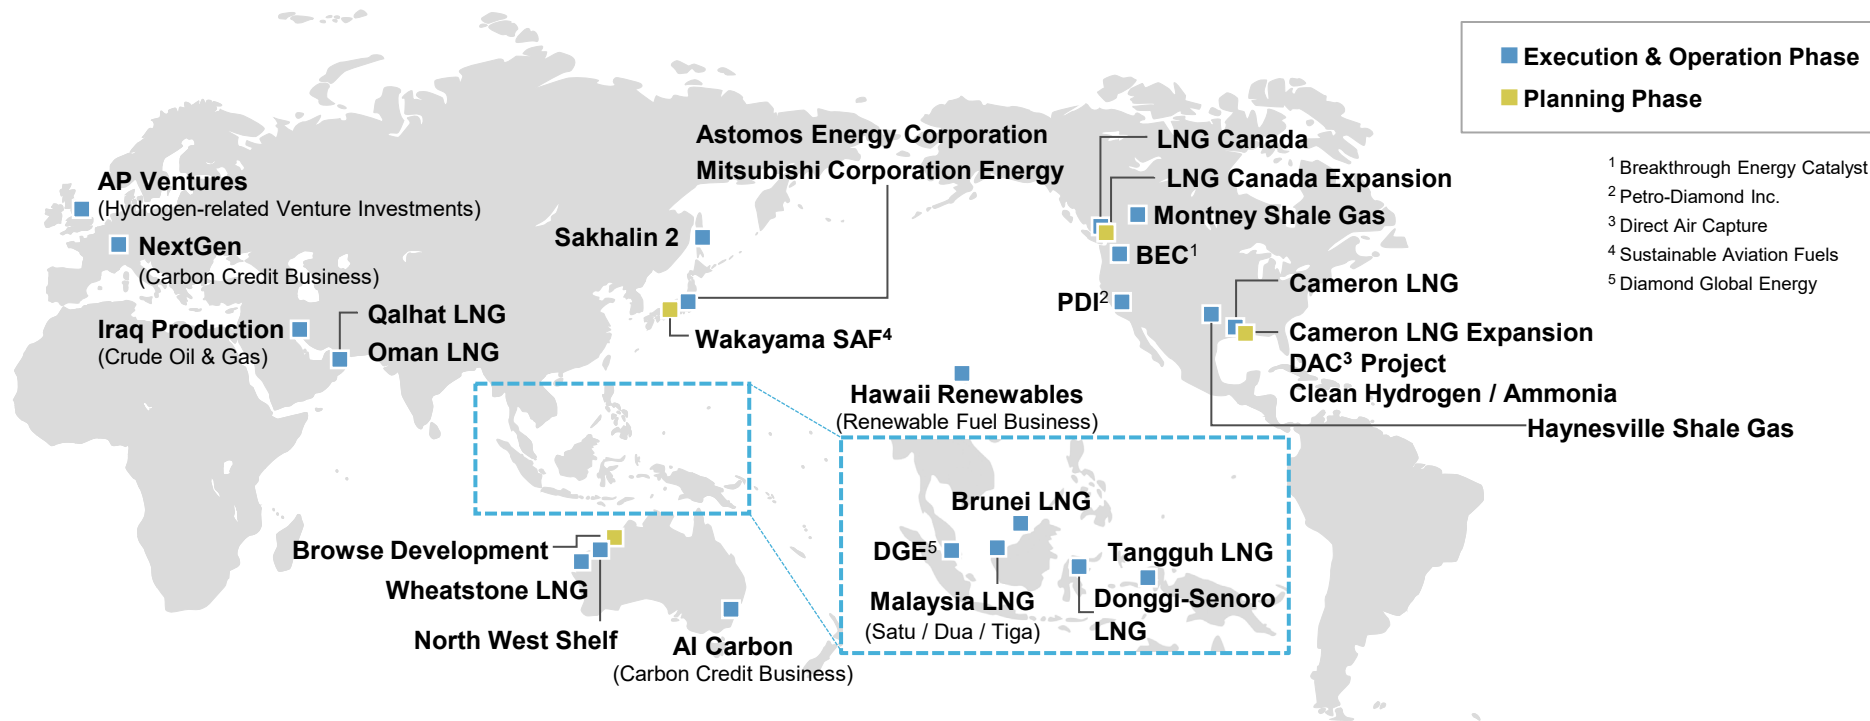 Execution & Operation Phase
Planning Phase
1 Breakthrough Energy Catalyst
2 Petro-Diamond Inc.
3 Direct Air Capture
4 Sustainable Aviation Fuels
5 Diamond Global Energy
AP Ventures
(Hydrogen-related Venture Investments)
NextGen
(Carbon Credit Business)
Iraq Production
(Crude Oil & Gas)
Qalhat LNG
Oman LNG
Astomos Energy Corporation
Mitsubishi Corporation Energy
Sakhalin 2
Wakayama SAF4
LNG Canada
LNG Canada Expansion
Montney Shale Gas
BEC1
PDI2
Cameron LNG
Cameron LNG Expansion
DAC3 Project
Clean Hydrogen / Ammonia
Haynesville Shale Gas
Hawaii Renewables
(Renewable Fuel Business)
Brunei LNG
DGE5
Malaysia LNG
(Satu / Dua / Tiga)
Tangguh LNG
Donggi-Senoro
LNG
Browse Development
Wheatstone LNG
North West Shelf
AI Carbon
(Carbon Credit Business)